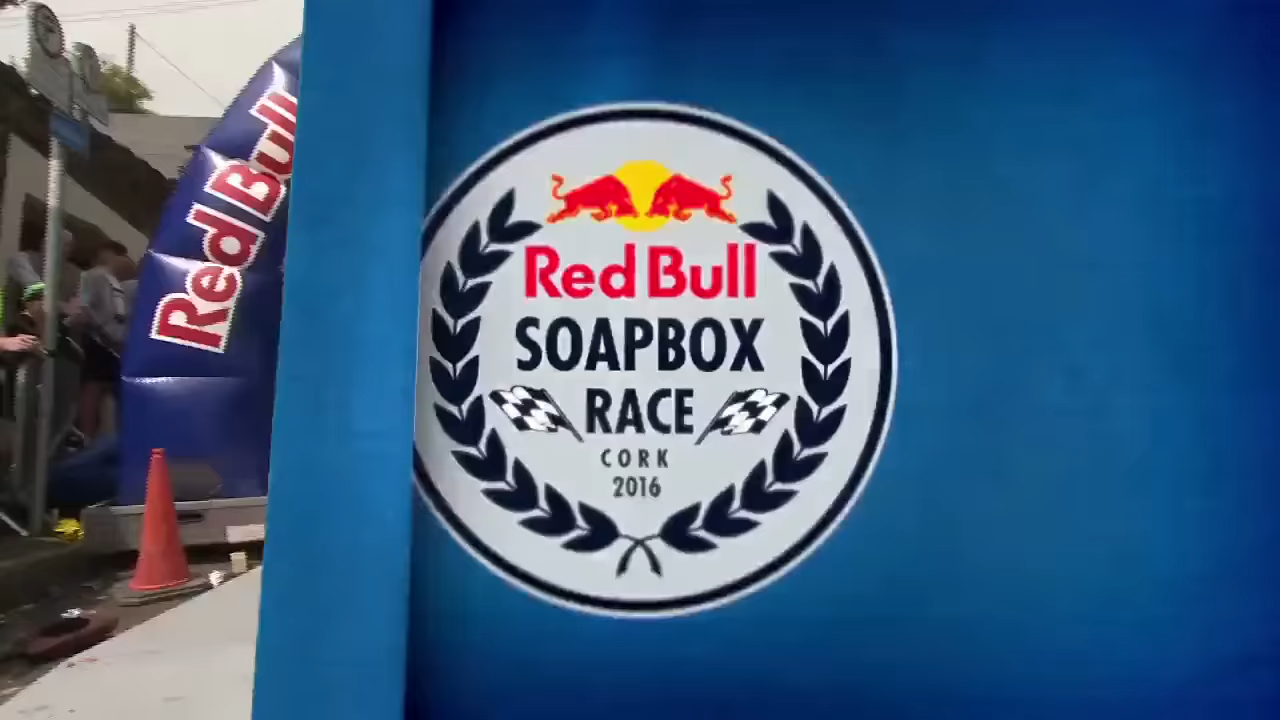 Red Bull
Red Bull
SOAPBOX
RACE
CORK
2016